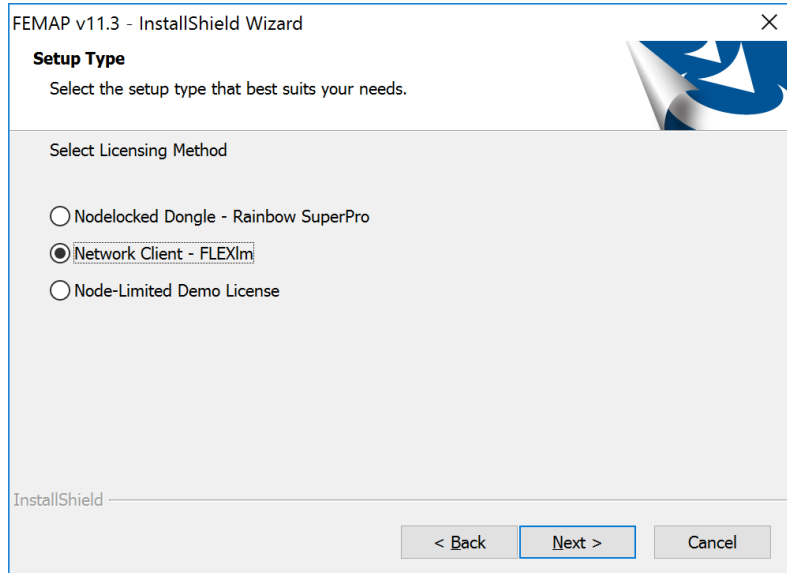 FEMAP v11.3 - InstallShield Wizard
Setup Type
Select the setup type that best suits your needs.
Select Licensing Method
Nodelocked Dongle - Rainbow SuperPro
Network Client - FLEXlm
Node-Limited Demo License
InstallShield
< Back Next > Cancel